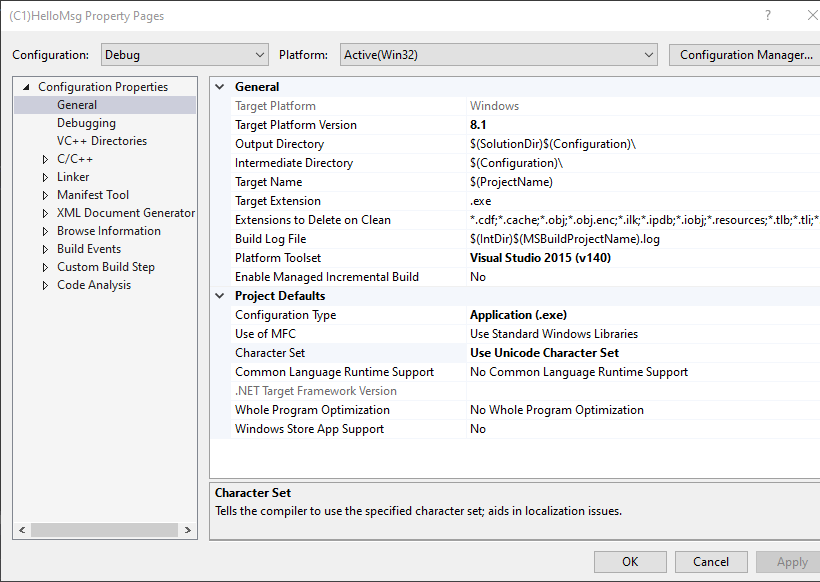 (C1)HelloMsg Property Pages
Configuration: Debug Platform: Active(Win32) Configuration Manager...
Configuration Properties
General
Debugging
VC++ Directories
C/C++
Linker
Manifest Tool
XML Document Generator
Browse Information
Build Events
Custom Build Step
Code Analysis
General
Target Platform Windows
Target Platform Version 8.1
Output Directory $(SolutionDir)$(Configuration)\
Intermediate Directory $(Configuration)\
Target Name $(ProjectName)
Target Extension .exe
Extensions to Delete on Clean *.cdf;*.cache;*.obj;*.obj.enc;*.ilk;*.ipdb;*.iobj;*.resources;*.tlb;*.tli;*
Build Log File $(IntDir)$(MSBuildProjectName).log
Platform Toolset Visual Studio 2015 (v140)
Enable Managed Incremental Build No
Project Defaults
Configuration Type Application (.exe)
Use of MFC Use Standard Windows Libraries
Character Set Use Unicode Character Set
Common Language Runtime Support No Common Language Runtime Support
.NET Target Framework Version
Whole Program Optimization No Whole Program Optimization
Windows Store App Support No
Character Set
Tells the compiler to use the specified character set; aids in localization issues.
OK Cancel Apply